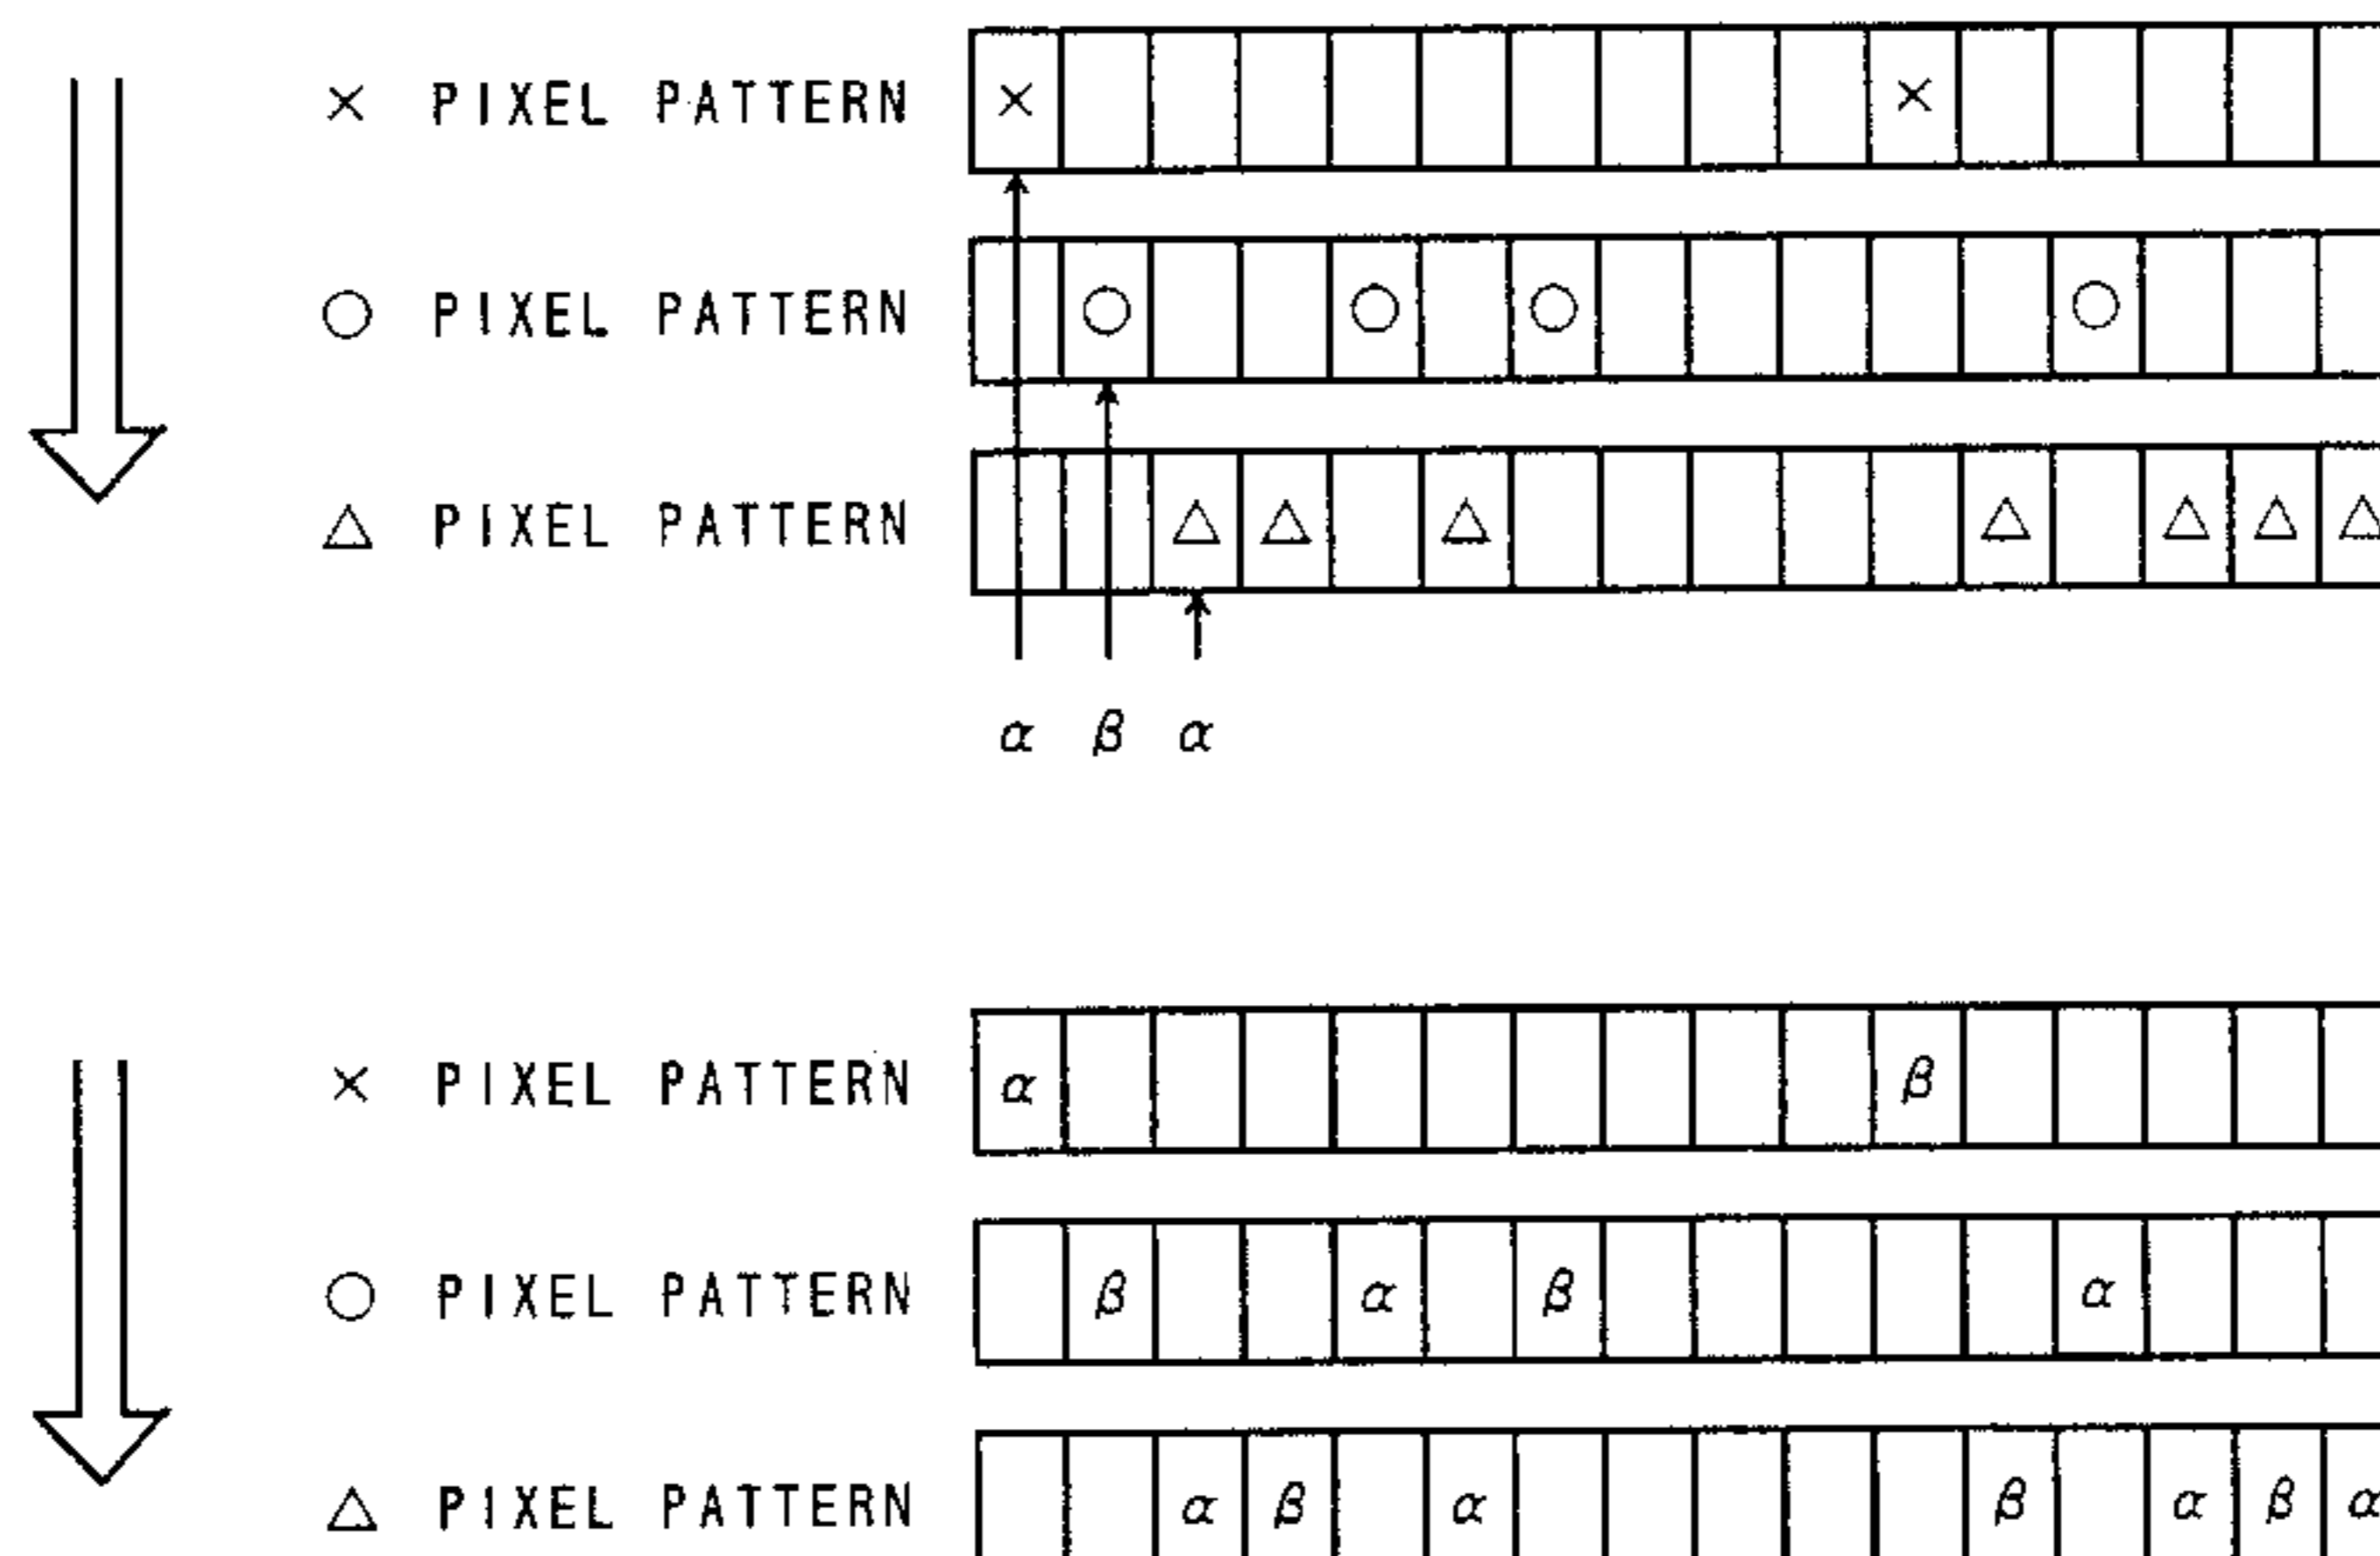 × PIXEL PATTERN × ×
○ PIXEL PATTERN ○ ○ ○ ○
△ PIXEL PATTERN △ △ △ △ △ △ △
α β α
× PIXEL PATTERN α β
○ PIXEL PATTERN β α β α
△ PIXEL PATTERN α β α β α β α